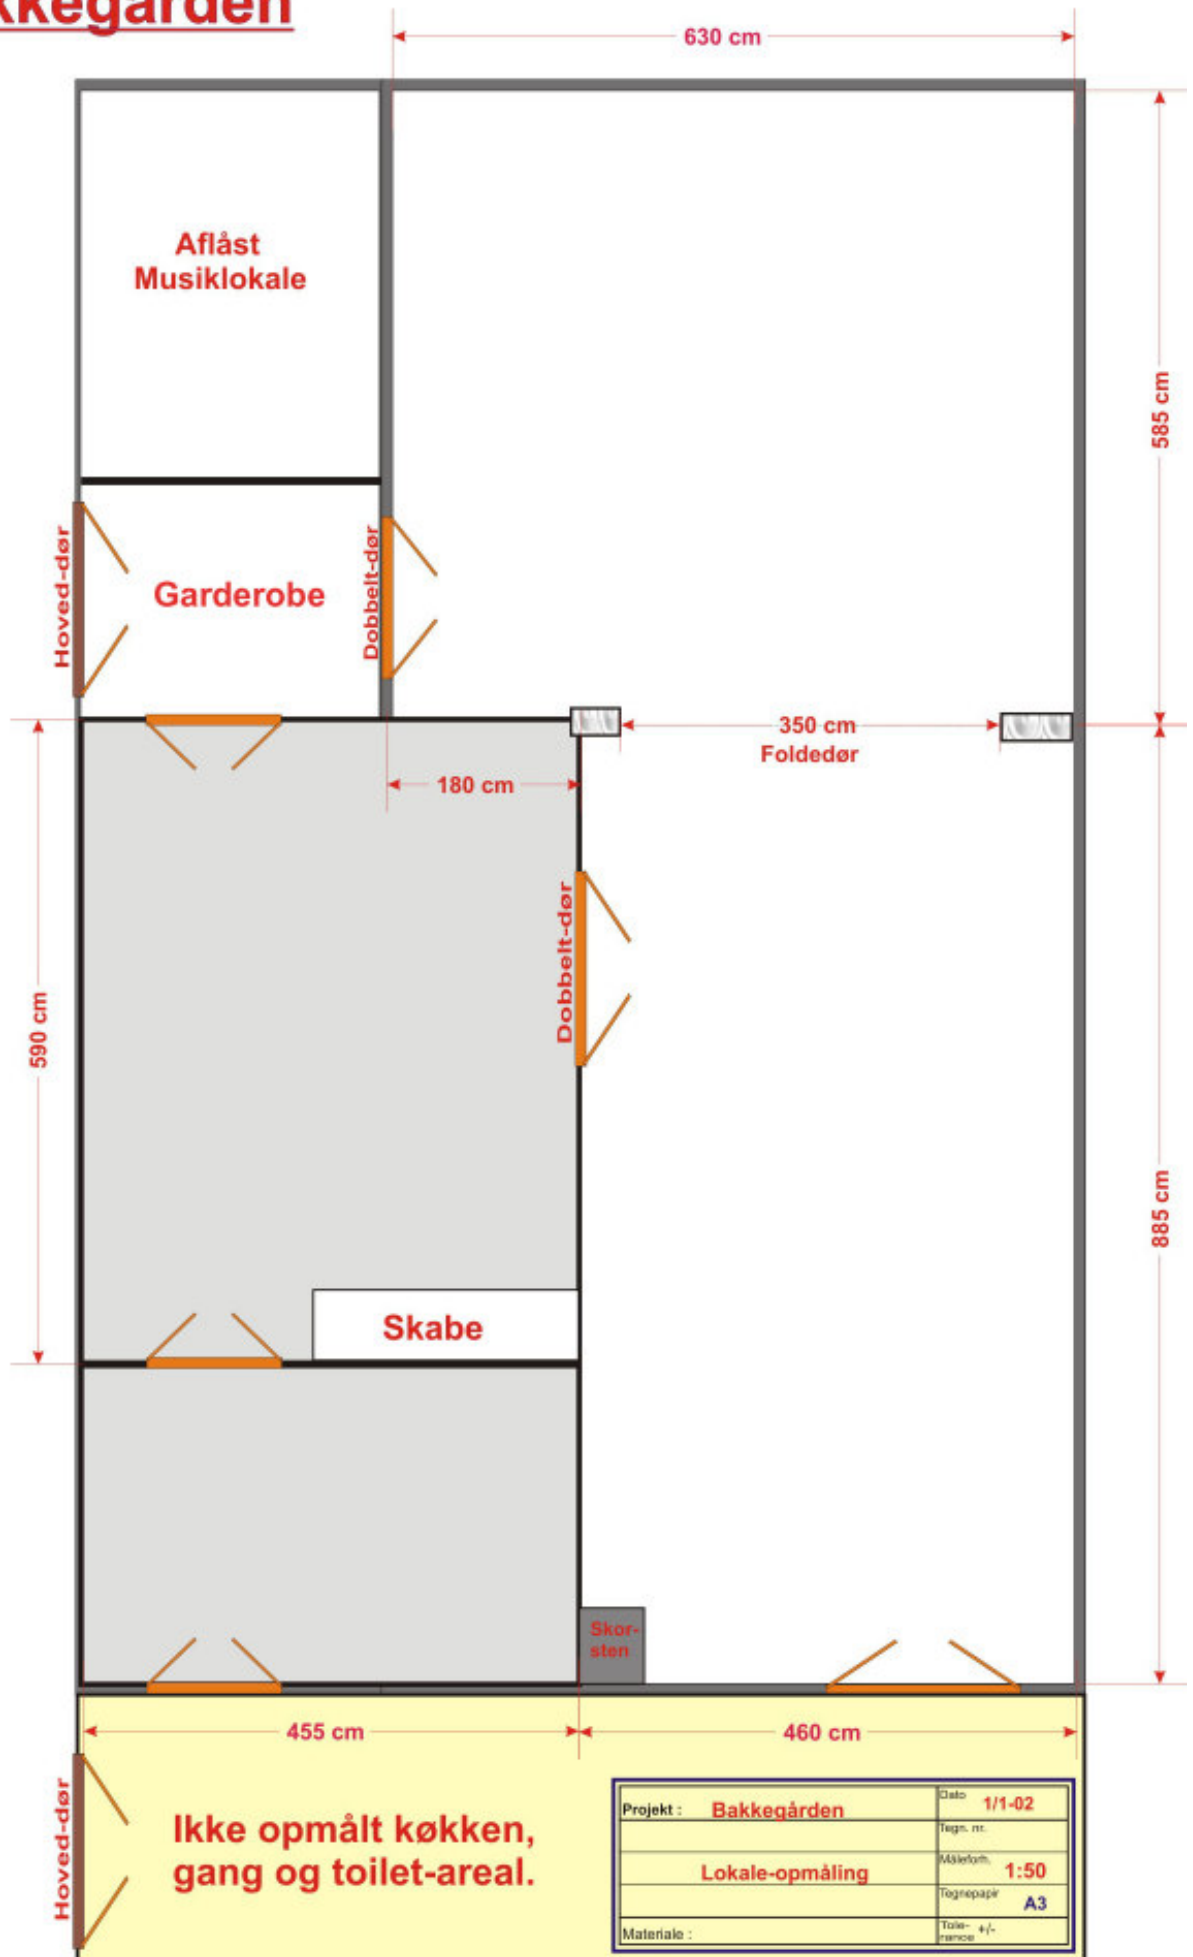 kkegården
630 cm
Aflåst
Musiklokale
585 cm
Hoved-dør
Garderobe
Dobbelt-dør
350 cm
Foldedør
180 cm
Dobbelt-dør
590 cm
885 cm
Skabe
Skor-
sten
455 cm
460 cm
Hoved-dør
Ikke opmålt køkken,
gang og toilet-areal.
Projekt : Bakkegården
Dato 1/1-02
Tegn. nr.
Lokale-opmåling
Måleforh. 1:50
Tegnepapir A3
Materiale :
Tole-
rance +/-